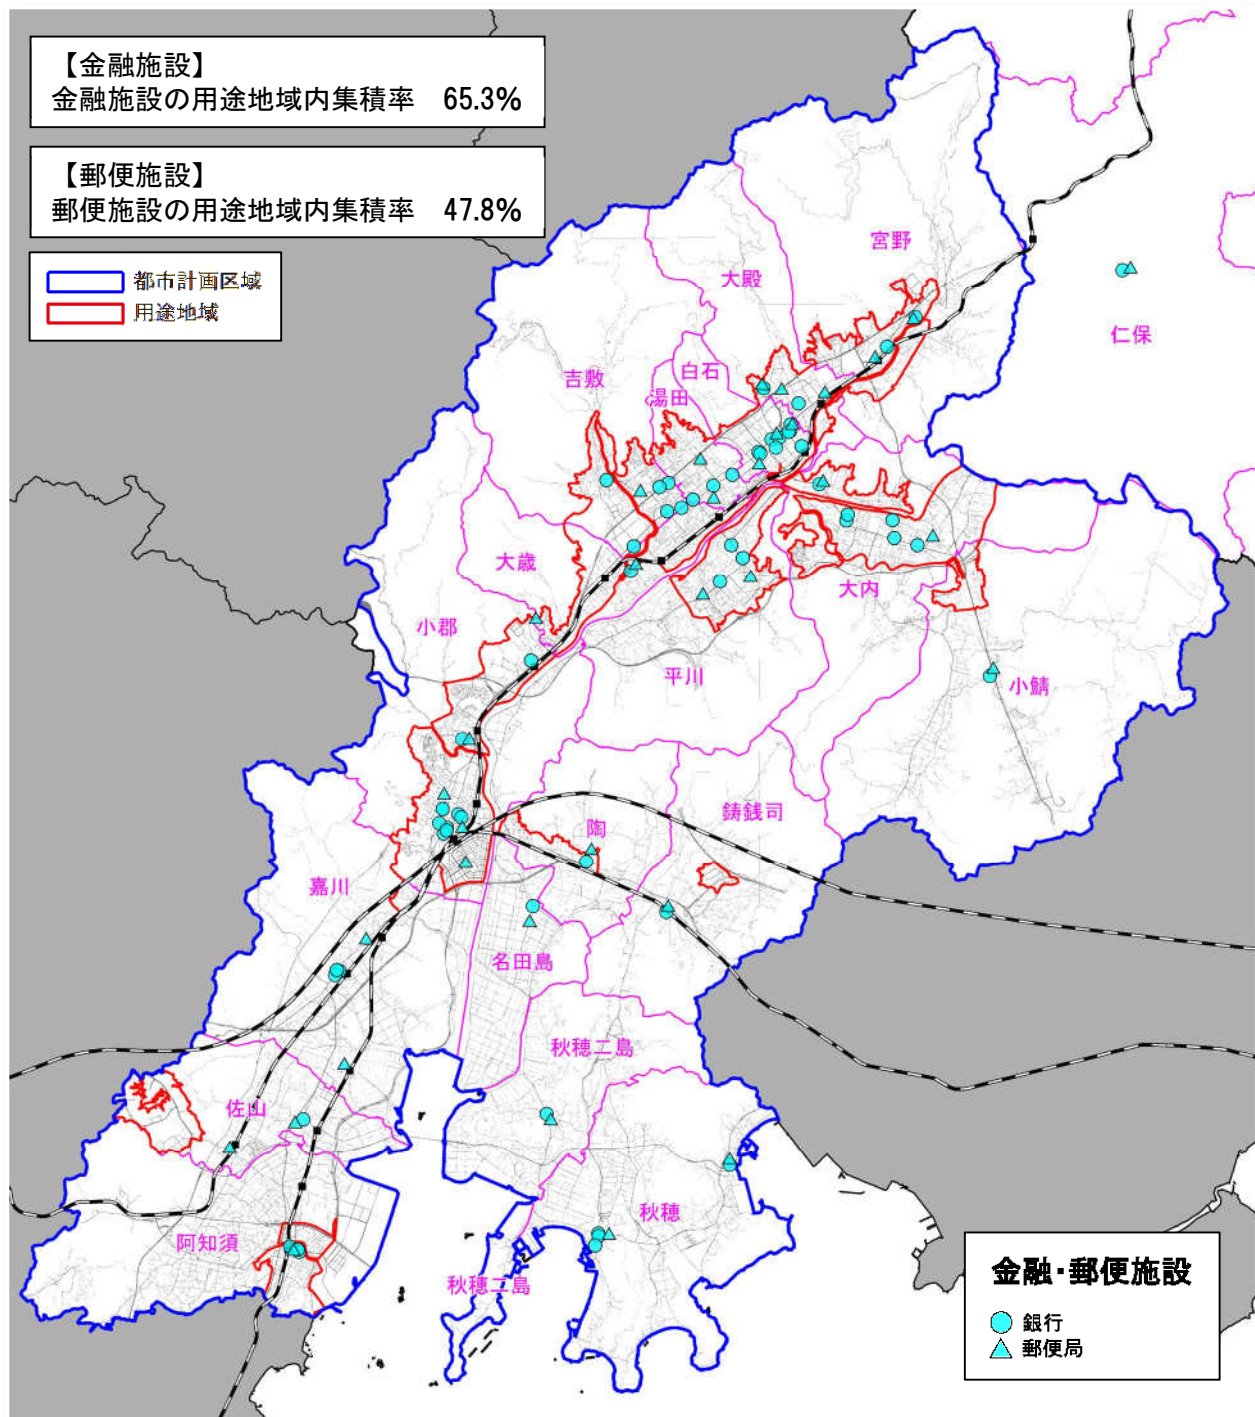 【金融施設】
金融施設の用途地域内集積率 65.3%
【郵便施設】
郵便施設の用途地域内集積率 47.8%
都市計画区域
用途地域
宮野
大殿
仁保
白石
吉敷
湯田
大歳
大内
小郡
平川
小鯖
鋳銭司
陶
嘉川
名田島
秋穂二島
佐山
秋穂
阿知須
秋穂二島
金融・郵便施設
銀行
郵便局